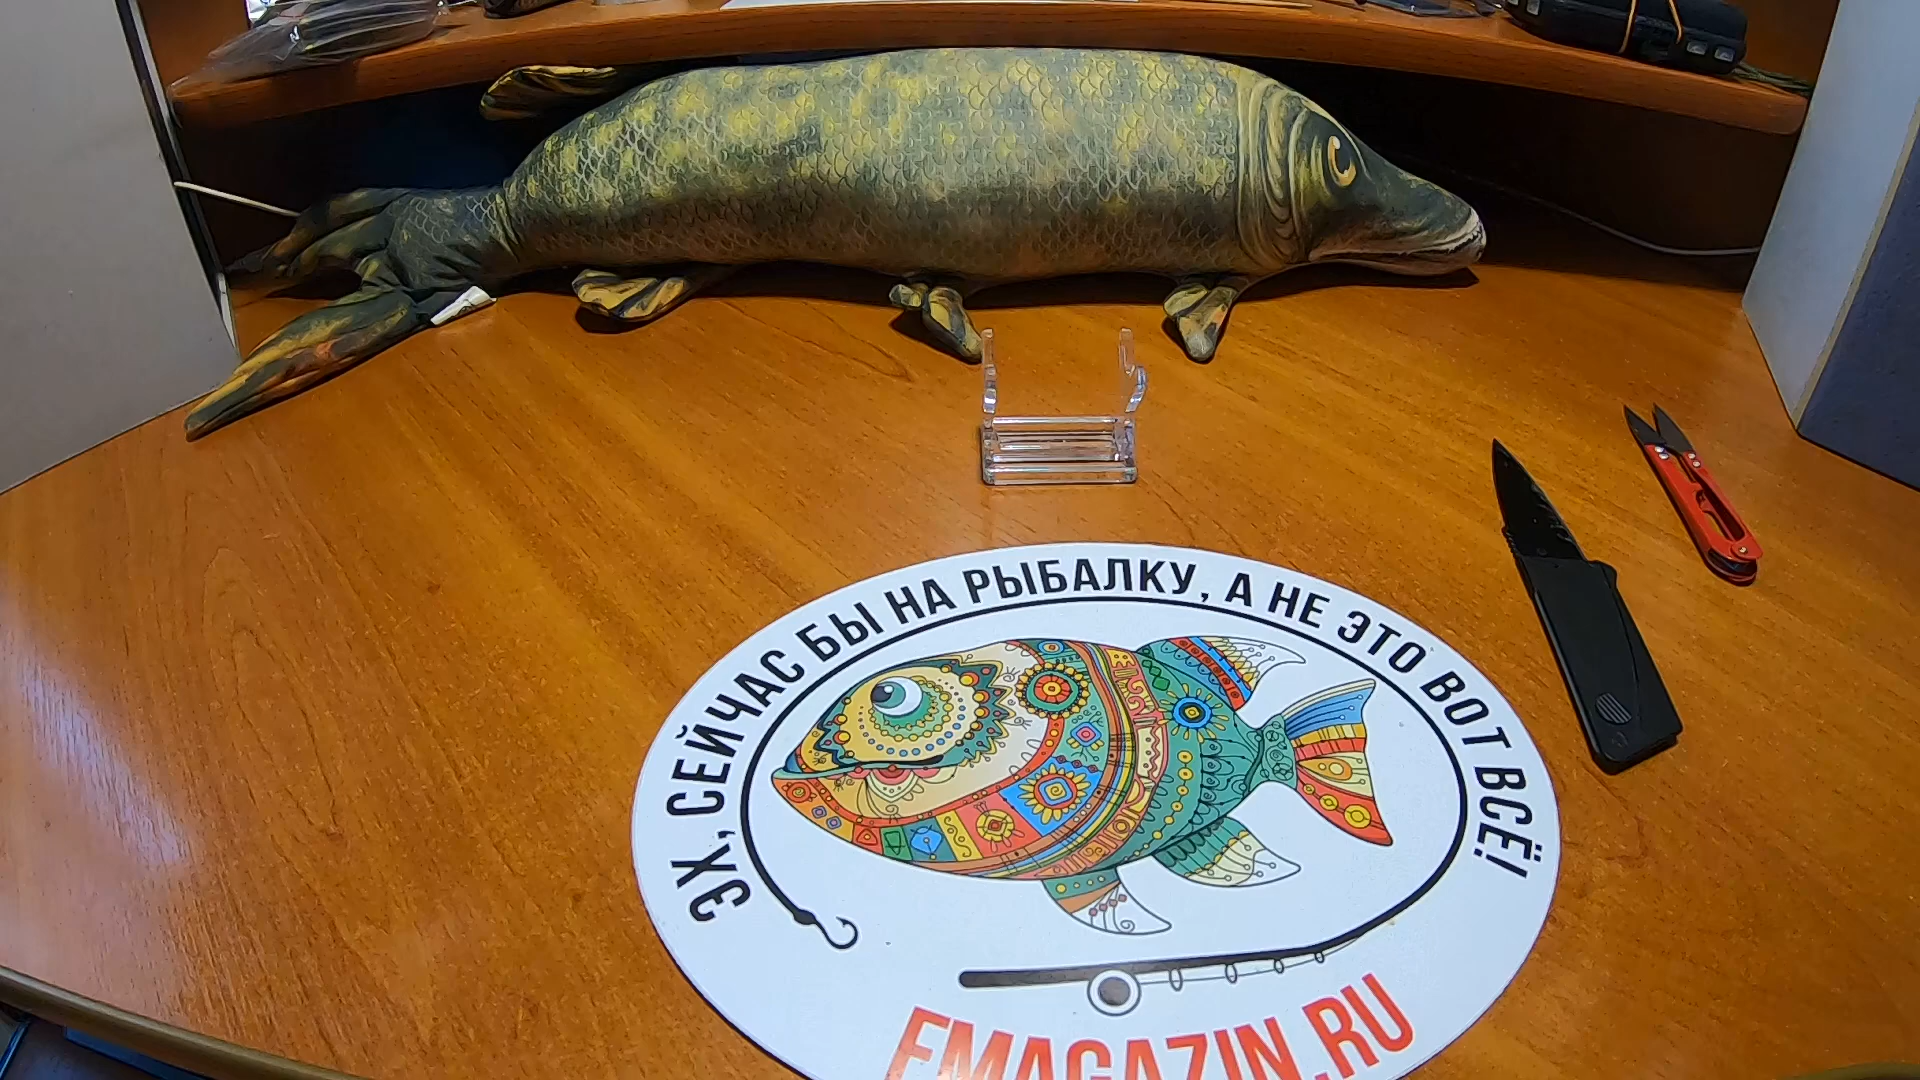 ЭХ, СЕЙЧАС БЫ НА РЫБАЛКУ, А НЕ ЭТО ВОТ ВСЁ!
FMAGAZIN.RU